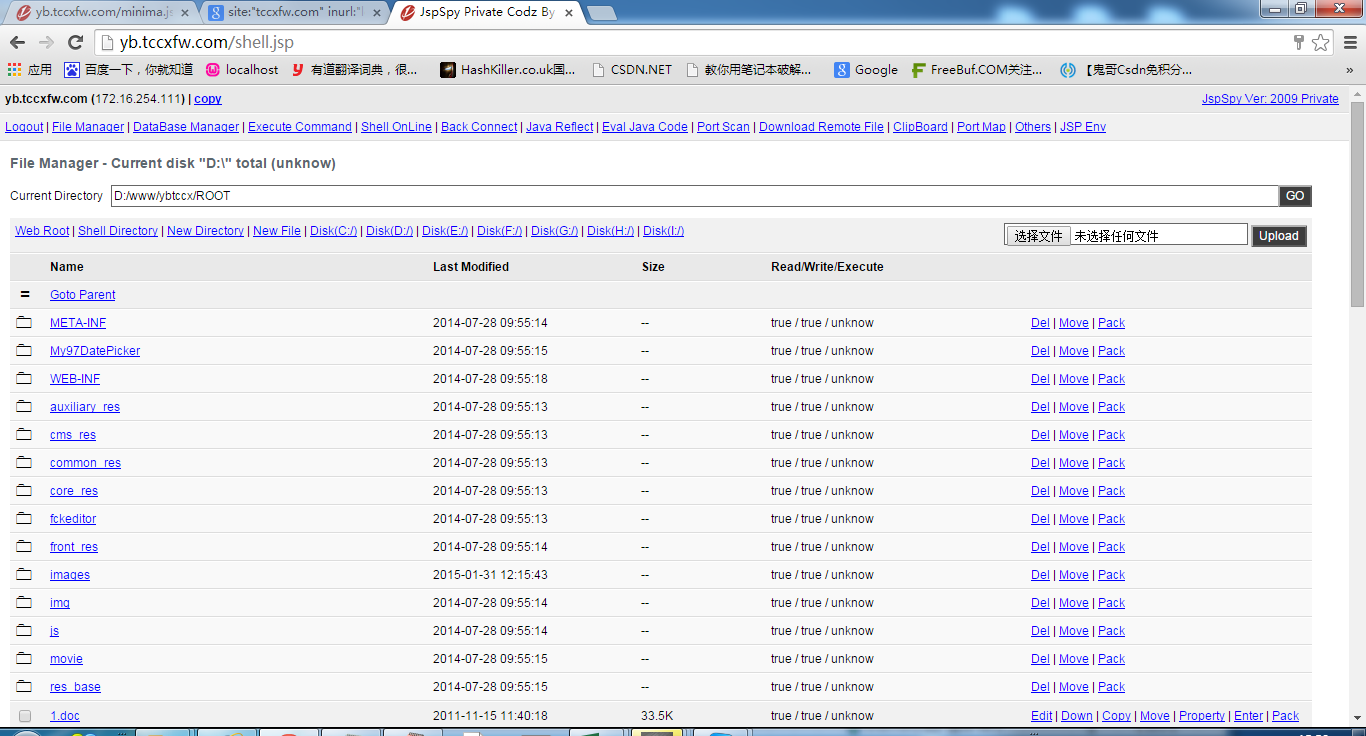 yb.tccxfw.com/minima.js site:"tccxfw.com" inurl:" JspSpy Private Codz By
yb.tccxfw.com/shell.jsp
应用 百度一下，你就知道 localhost 有道翻译词典，很... HashKiller.co.uk国... CSDN.NET 教你用笔记本破解... Google FreeBuf.COM关注... 【鬼哥Csdn免积分... »
yb.tccxfw.com (172.16.254.111) | copy JspSpy Ver: 2009 Private
Logout | File Manager | DataBase Manager | Execute Command | Shell OnLine | Back Connect | Java Reflect | Eval Java Code | Port Scan | Download Remote File | ClipBoard | Port Map | Others | JSP Env
File Manager - Current disk "D:\" total (unknow)
Current Directory D:/www/ybtccx/ROOT GO
Web Root | Shell Directory | New Directory | New File | Disk(C:/) | Disk(D:/) | Disk(E:/) | Disk(F:/) | Disk(G:/) | Disk(H:/) | Disk(I:/) 选择文件 未选择任何文件 Upload
Name Last Modified Size Read/Write/Execute
= Goto Parent
META-INF 2014-07-28 09:55:14 -- true / true / unknow Del | Move | Pack
My97DatePicker 2014-07-28 09:55:15 -- true / true / unknow Del | Move | Pack
WEB-INF 2014-07-28 09:55:18 -- true / true / unknow Del | Move | Pack
auxiliary_res 2014-07-28 09:55:13 -- true / true / unknow Del | Move | Pack
cms_res 2014-07-28 09:55:13 -- true / true / unknow Del | Move | Pack
common_res 2014-07-28 09:55:13 -- true / true / unknow Del | Move | Pack
core_res 2014-07-28 09:55:13 -- true / true / unknow Del | Move | Pack
fckeditor 2014-07-28 09:55:13 -- true / true / unknow Del | Move | Pack
front_res 2014-07-28 09:55:14 -- true / true / unknow Del | Move | Pack
images 2015-01-31 12:15:43 -- true / true / unknow Del | Move | Pack
img 2014-07-28 09:55:14 -- true / true / unknow Del | Move | Pack
js 2014-07-28 09:55:14 -- true / true / unknow Del | Move | Pack
movie 2014-07-28 09:55:15 -- true / true / unknow Del | Move | Pack
res_base 2014-07-28 09:55:15 -- true / true / unknow Del | Move | Pack
1.doc 2011-11-15 11:40:18 33.5K true / true / unknow Edit | Down | Copy | Move | Property | Enter | Pack